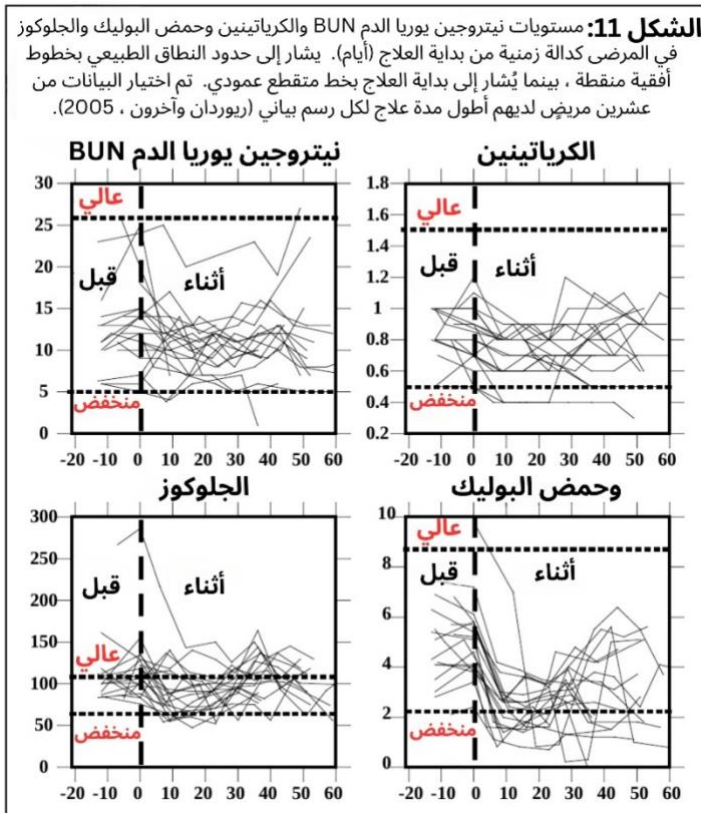 الشكل 11: مستويات نيتروجين يوريا الدم BUN والكرياتينين وحمض البوليك والجلوكوز
في المرضى كدالة زمنية من بداية العلاج (أيام). يشار إلى حدود النطاق الطبيعي بخطوط
أفقية منقطة ، بينما يُشار إلى بداية العلاج بخط متقطع عمودي. تم اختيار البيانات من
عشرين مريضٍ لديهم أطول مدة علاج لكل رسم بياني (ريوردان وآخرون ، 2005).
نيتروجين يوريا الدم BUN
30
25
20
15
10
5
0
عالي
قبل
أثناء
منخفض
-20 -10 0 10 20 30 40 50 60
الكرياتينين
1.8
1.6
1.4
1.2
1
0.8
0.6
0.4
0.2
عالي
قبل
أثناء
منخفض
-20 -10 0 10 20 30 40 50 60
الجلوكوز
300
250
200
150
100
50
0
قبل
أثناء
عالي
منخفض
-20 -10 0 10 20 30 40 50 60
وحمض البوليك
10
8
6
4
2
0
عالي
قبل
أثناء
منخفض
-20 -10 0 10 20 30 40 50 60